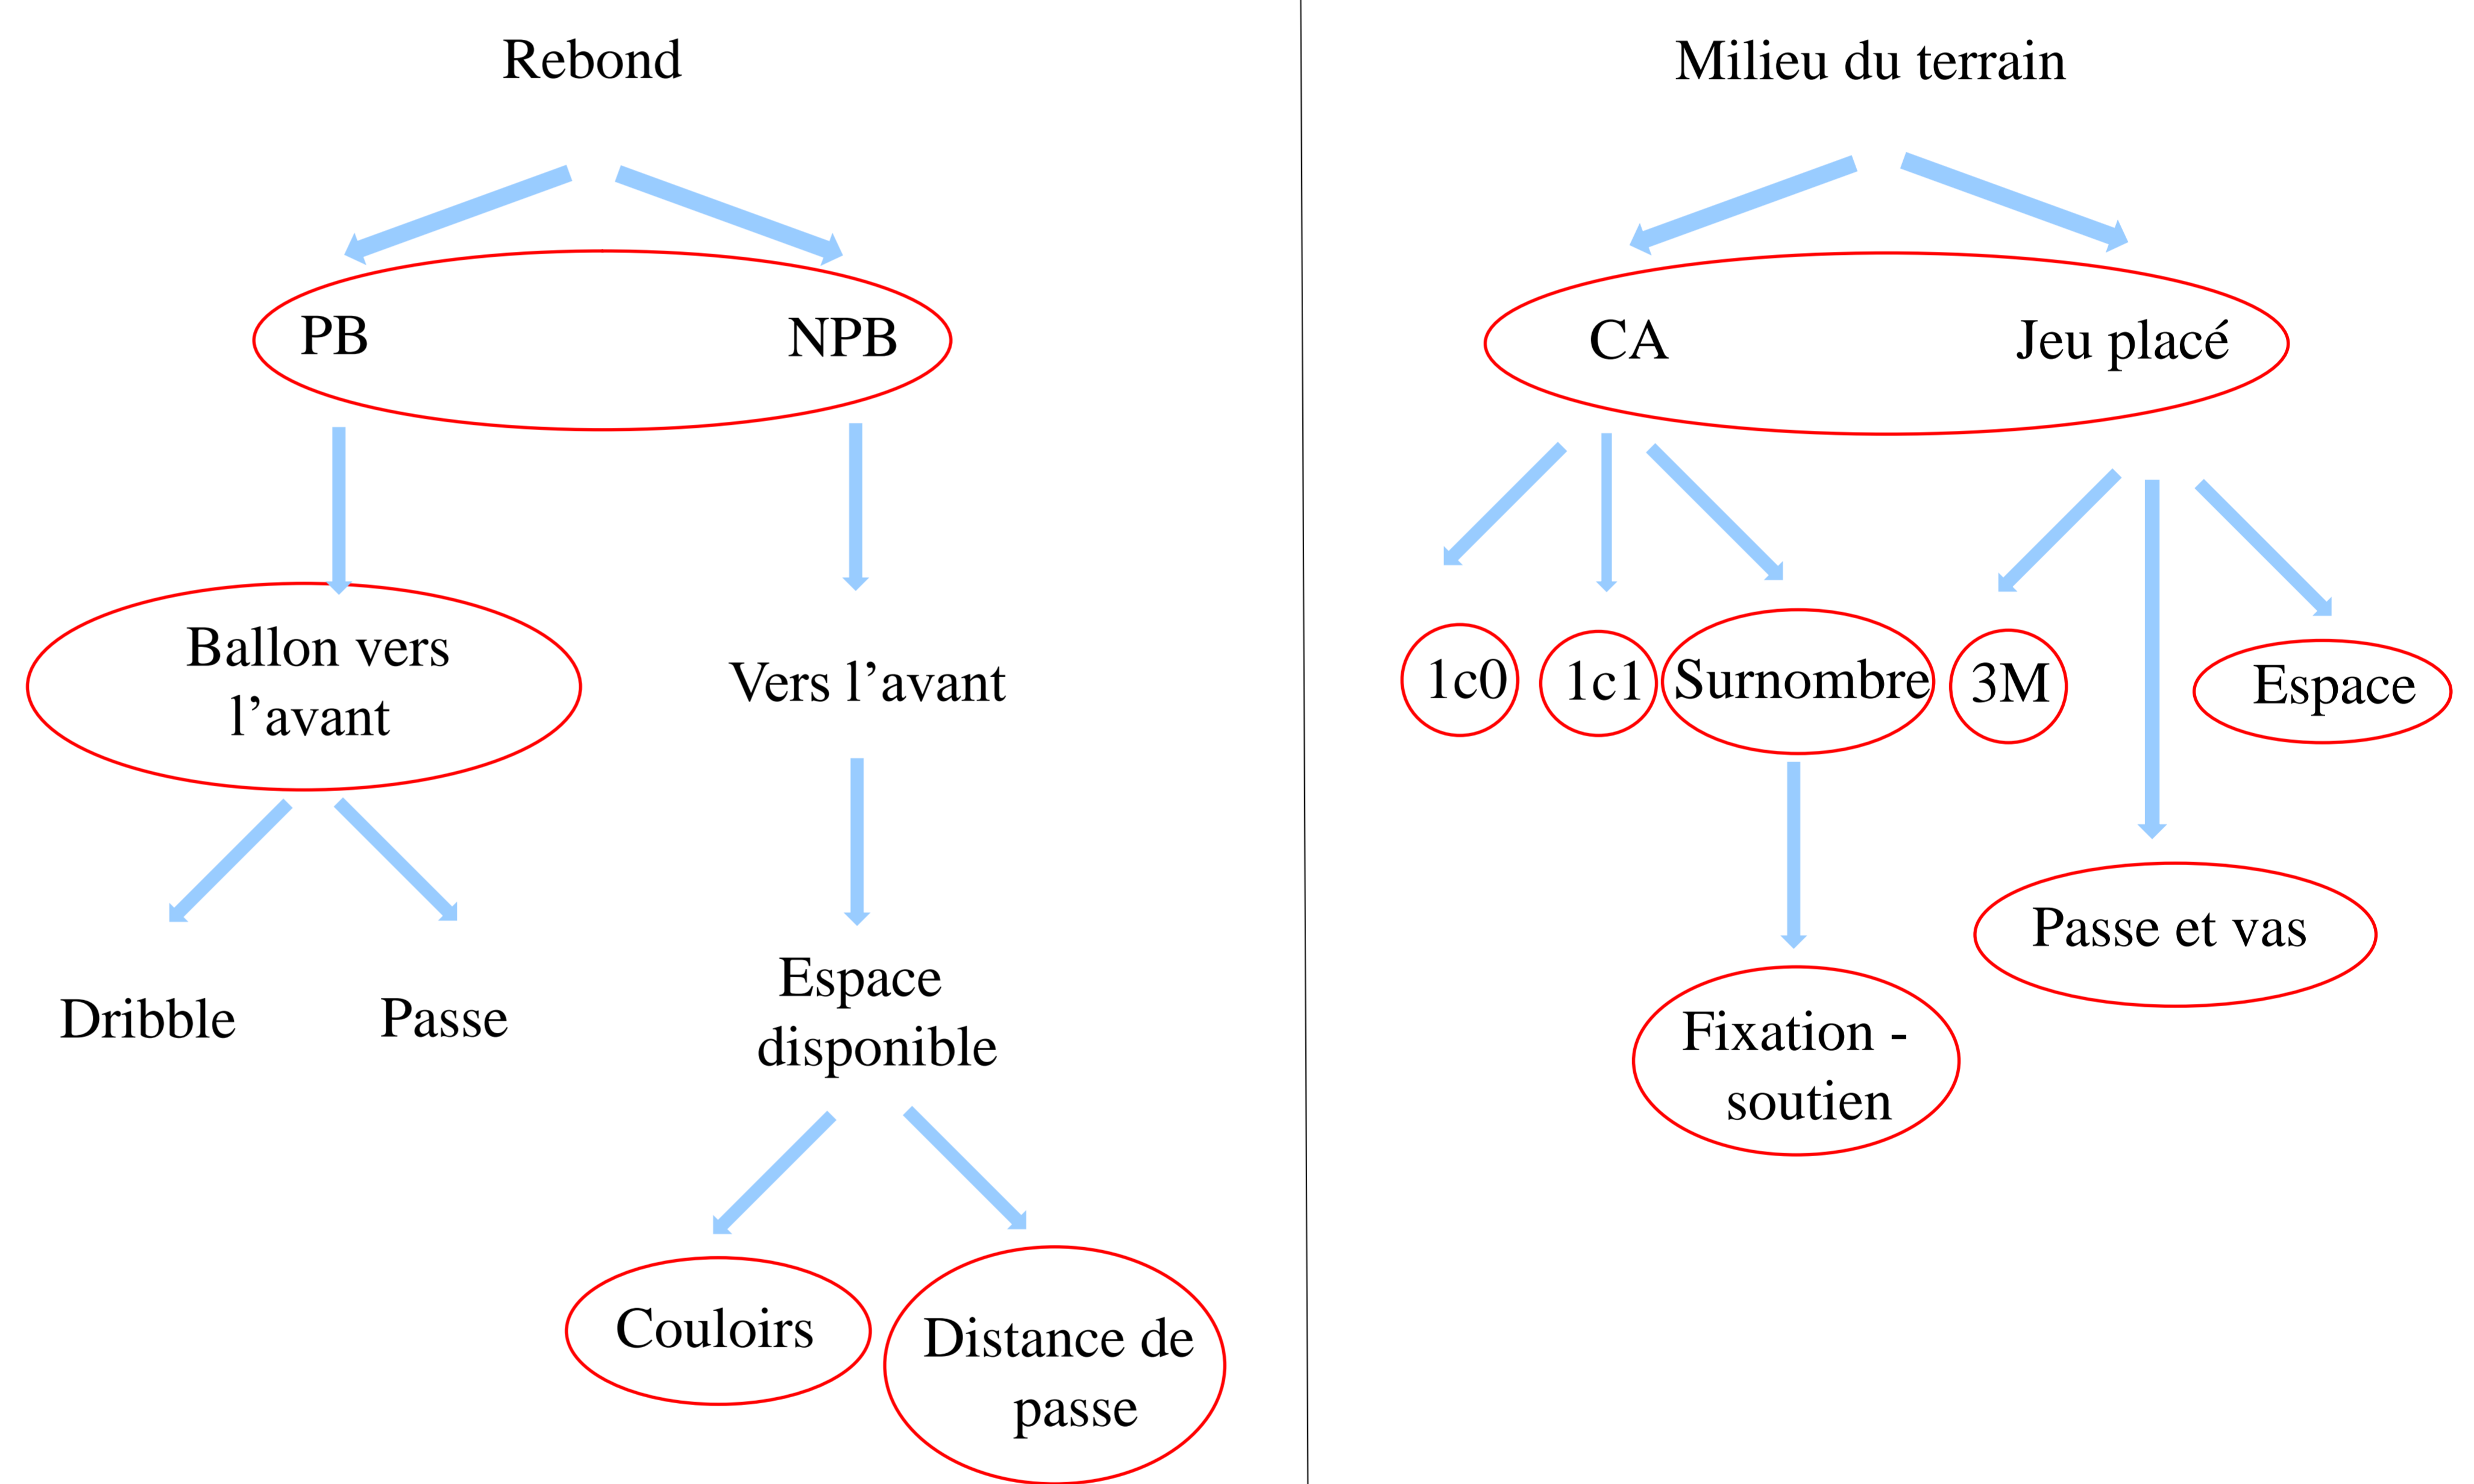 Rebond
PB
NPB
Ballon vers
l’avant
Vers l’avant
Dribble
Passe
Espace
disponible
Couloirs
Distance de
passe
Milieu du terrain
CA
Jeu placé
1c0
1c1
Surnombre
3M
Espace
Passe et vas
Fixation -
soutien